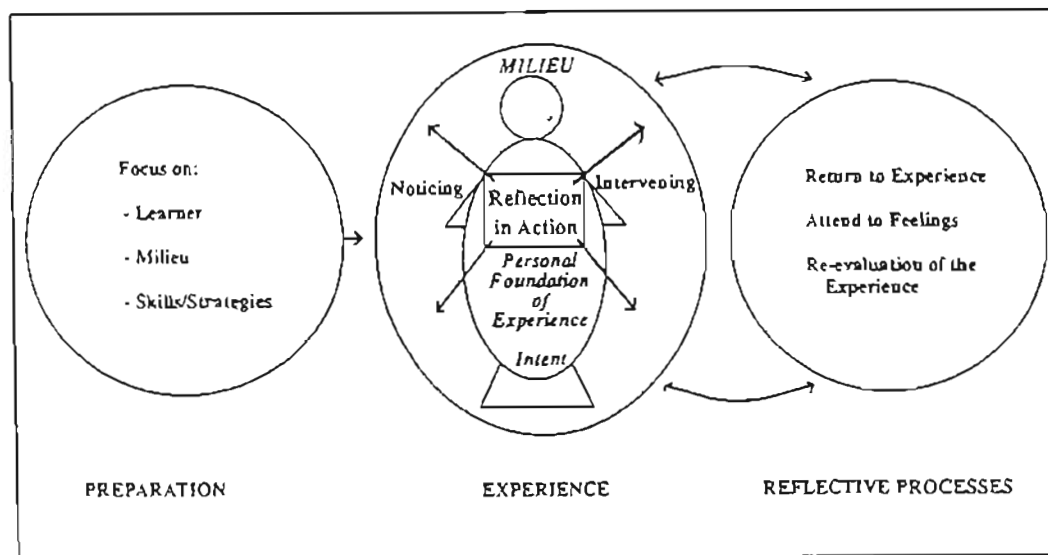 Focus on:
- Learner
- Milieu
- Skills/Strategies
PREPARATION
MILIEU
Noticing
Intervening
Reflection
in Action
Personal
Foundation
of
Experience
Intent
EXPERIENCE
Return to Experience
Attend to Feelings
Re-evaluation of the
Experience
REFLECTIVE PROCESSES